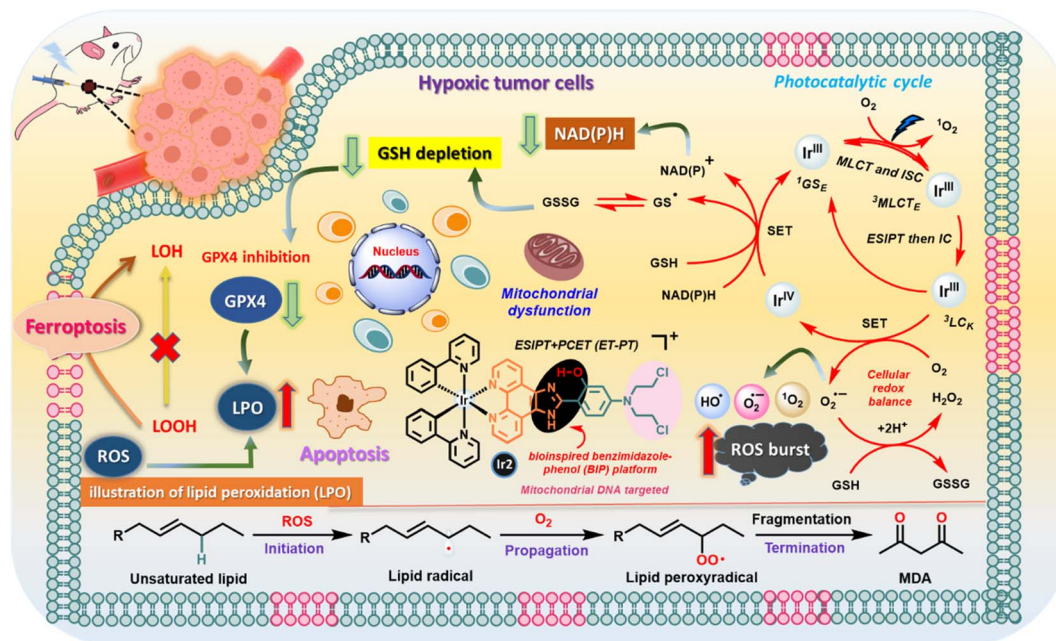 Hypoxic tumor cells
Photocatalytic cycle
NAD(P)H
GSH depletion
NAD(P)⁺
GSSG
GS•
SET
GSH
NAD(P)H
O₂
¹O₂
Irᴵᴵᴵ
¹GS_E
MLCT and ISC
Irᴵᴵᴵ
³MLCT_E
ESIPT then IC
Irᴵᴵᴵ
³LC_K
Irᴵⱽ
SET
O₂
O₂•−
Cellular
redox
balance
H₂O₂
+2H⁺
GSH
GSSG
HO•
O₂•−
¹O₂
ROS burst
LOH
GPX4 inhibition
GPX4
Nucleus
Mitochondrial
dysfunction
Ferroptosis
LPO
LOOH
ROS
Apoptosis
ESIPT+PCET (ET-PT)
+
N
N
Ir
N
N
H-O
N
N
H
N
Cl
Cl
Ir2
bioinspired benzimidazole-
phenol (BIP) platform
Mitochondrial DNA targeted
illustration of lipid peroxidation (LPO)
R
H
Unsaturated lipid
ROS
Initiation
R
Lipid radical
O₂
Propagation
R
OO•
Lipid peroxyradical
Fragmentation
Termination
O
O
MDA